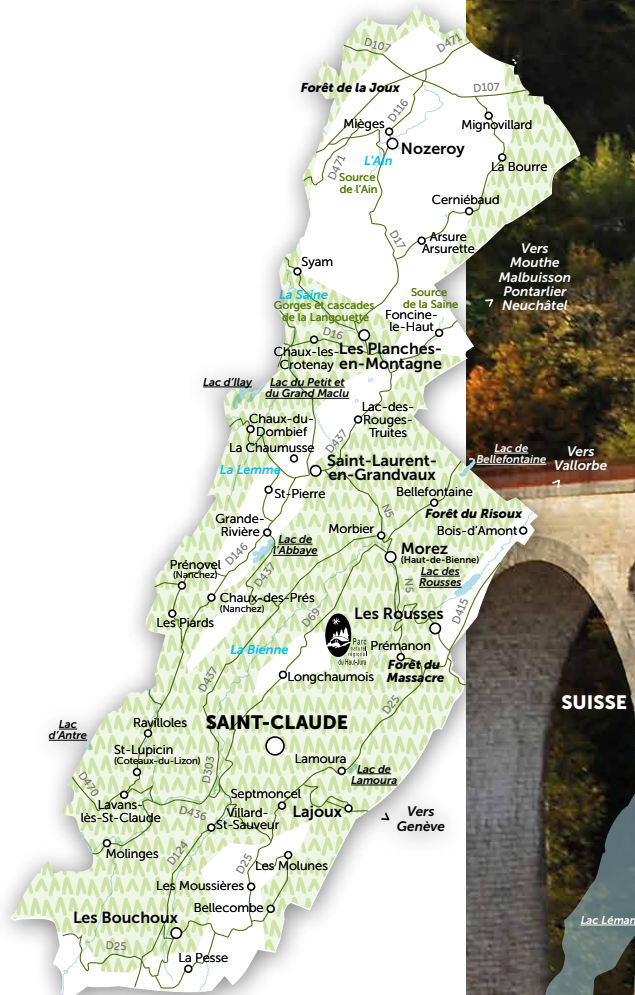 D107
D471
Forêt de la Joux
D107
D116
Mièges
Mignovillard
Nozeroy
L'Ain
D471
La Bourre
Source
de l'Ain
Cerniébaud
D17
Arsure
Arsurette
Vers
Mouthe
Malbuisson
Pontarlier
Neuchâtel
Syam
La Saine
Gorges et cascades
de la Langouette
Source
de la Saine
Foncine-
le-Haut
D16
Chaux-les-
Crotenay
Les Planches-
en-Montagne
Lac d'Ilay
Lac du Petit et
du Grand Maclu
Lac-des-
Rouges-
Truites
Chaux-du-
Dombief
D437
La Chaumusse
Lac de
Bellefontaine
Vers
Vallorbe
La Lemme
Saint-Laurent-
en-Grandvaux
St-Pierre
Bellefontaine
N5
Forêt du Risoux
Grande-
Rivière
Morbier
Bois-d'Amont
Lac de
l'Abbaye
D146
Morez
(Haut-de-Bienne)
Prénovel
(Nanchez)
D437
Lac des
Rousses
N5
Chaux-des-Prés
(Nanchez)
D69
D415
Les Piards
Les Rousses
Parc
naturel
régional
du Haut-Jura
Prémanon
La Bienne
Forêt du
Massacre
D437
Longchaumois
SUISSE
D25
Lac
d'Antre
Ravilloles
SAINT-CLAUDE
St-Lupicin
(Coteaux-du-Lizon)
Lamoura
Lac de
Lamoura
D470
D303
Septmoncel
Lavans-
lès-St-Claude
D436
Villard-
St-Sauveur
Lajoux
Vers
Genève
Molinges
D124
D25
Les Molunes
Les Moussières
Bellecombe
Les Bouchoux
Lac Léman
D25
La Pesse